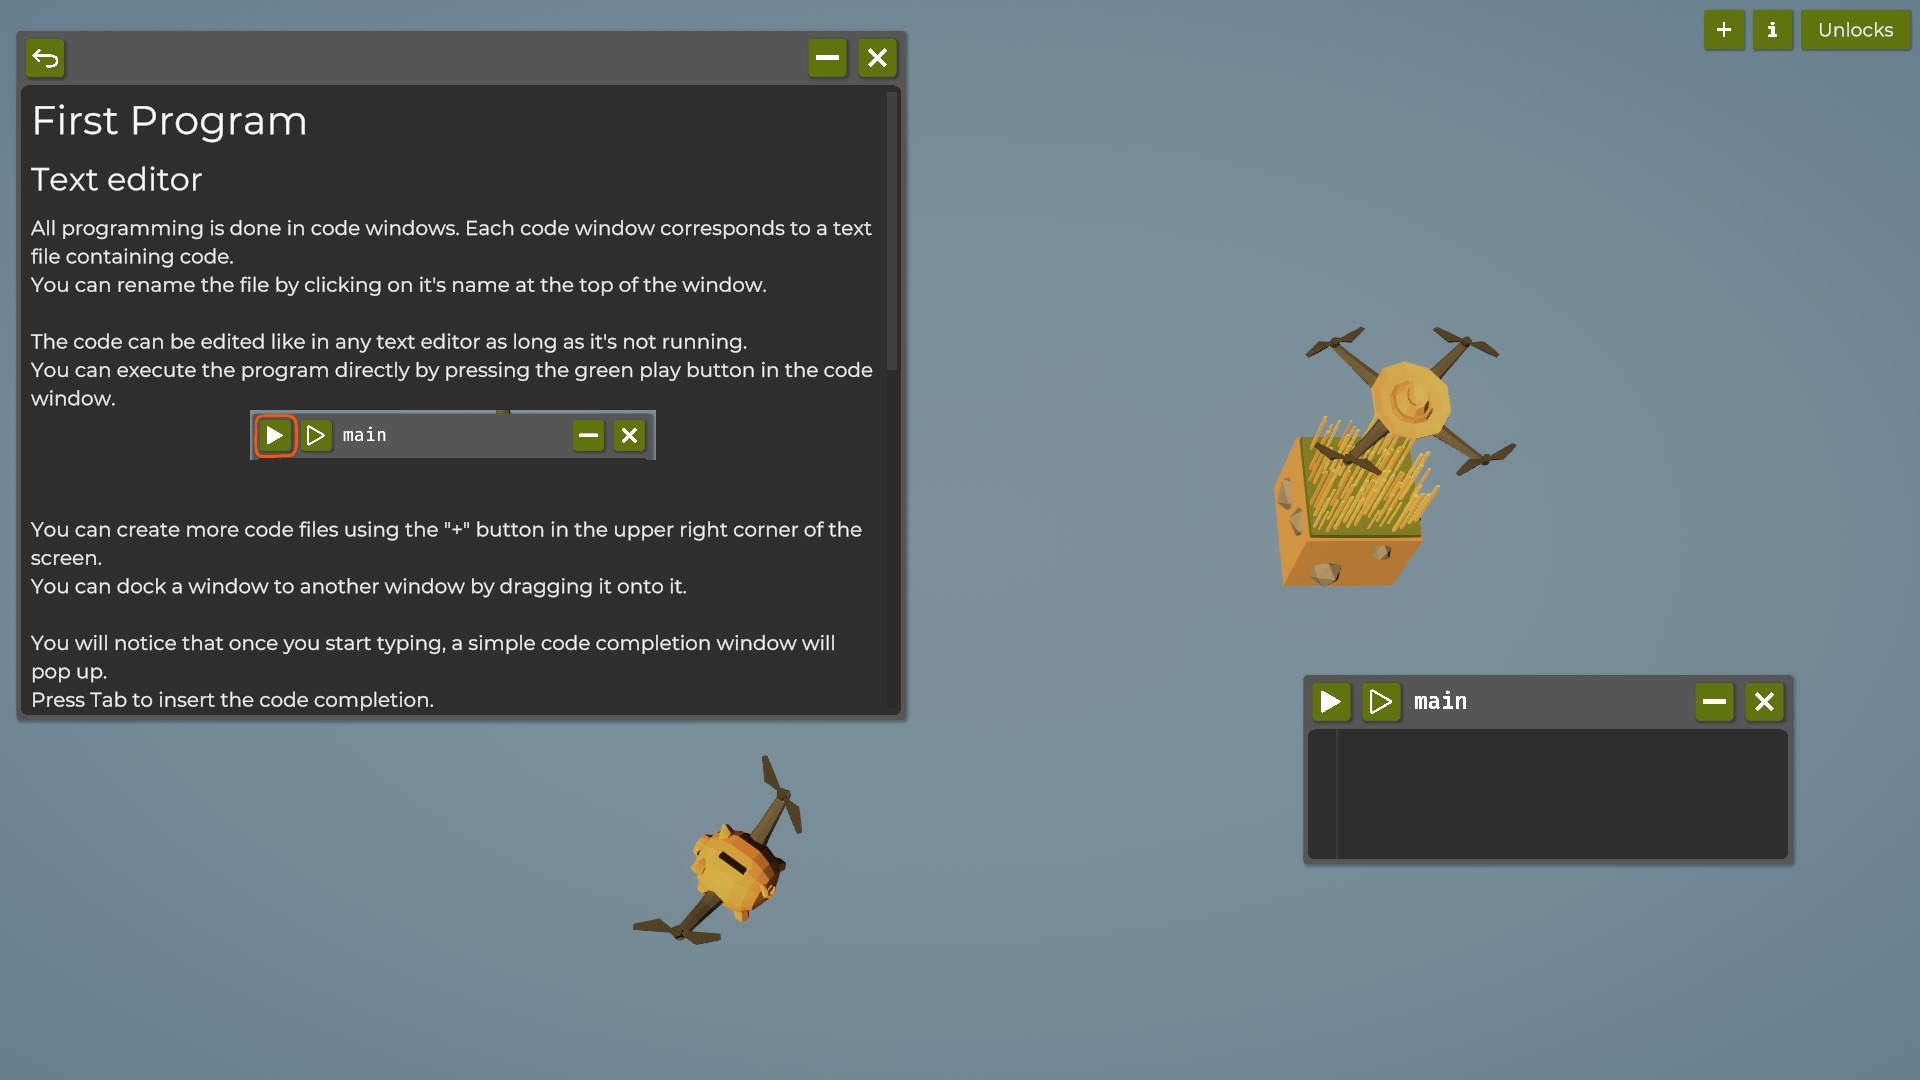 + i Unlocks
First Program
Text editor
All programming is done in code windows. Each code window corresponds to a text
file containing code.
You can rename the file by clicking on it's name at the top of the window.
The code can be edited like in any text editor as long as it's not running.
You can execute the program directly by pressing the green play button in the code
window.
main
You can create more code files using the "+" button in the upper right corner of the
screen.
You can dock a window to another window by dragging it onto it.
You will notice that once you start typing, a simple code completion window will
pop up.
Press Tab to insert the code completion.
main